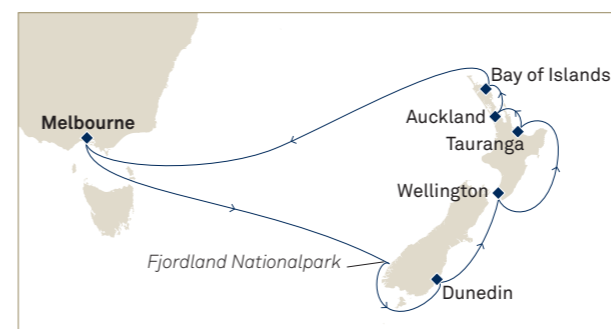 Bay of Islands
Auckland
Melbourne
Tauranga
Wellington
Fjordland Nationalpark
Dunedin